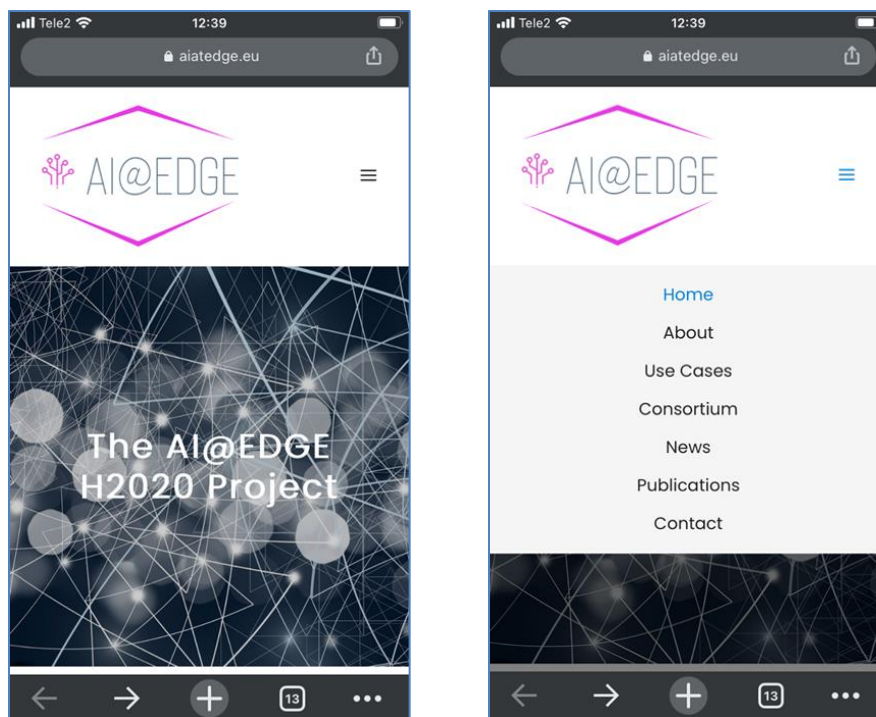 Tele2 12:39
aiatedge.eu
AI@EDGE
The AI@EDGE
H2020 Project
13
Tele2 12:39
aiatedge.eu
AI@EDGE
Home
About
Use Cases
Consortium
News
Publications
Contact
13